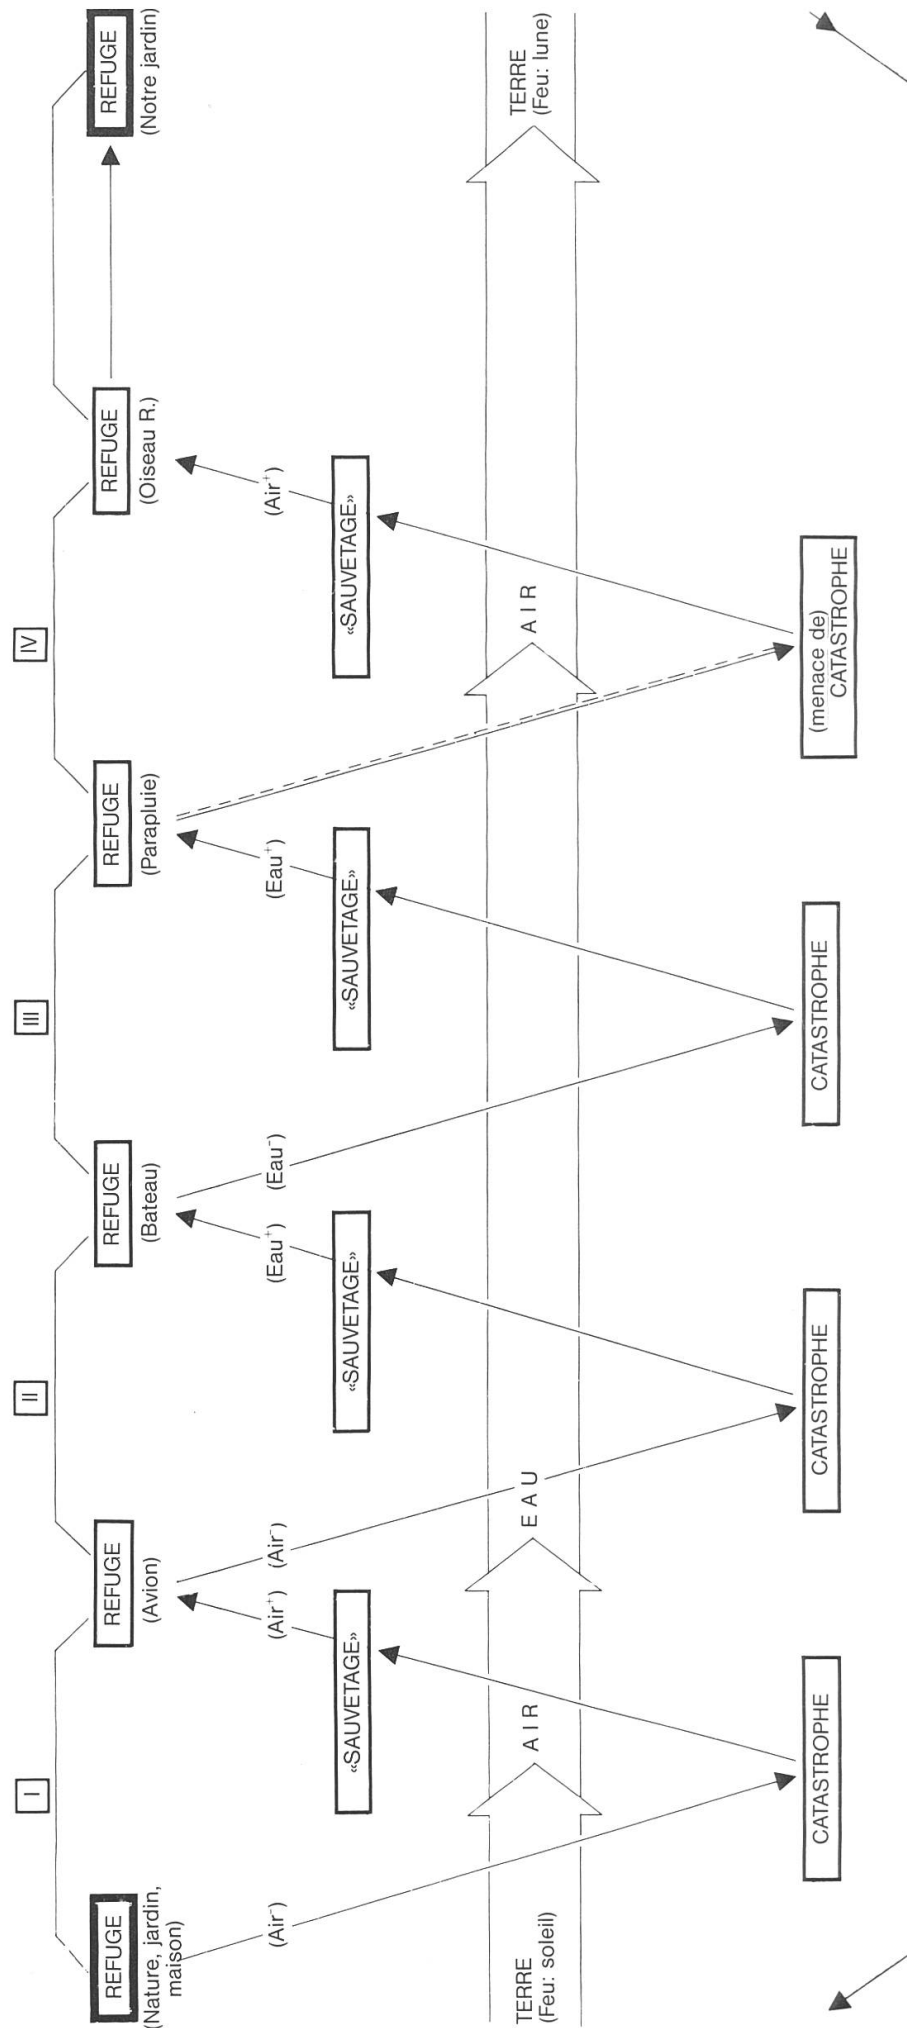 I
II
III
IV
REFUGE
(Nature, jardin,
maison)
REFUGE
(Avion)
REFUGE
(Bateau)
REFUGE
(Parapluie)
REFUGE
(Oiseau R.)
REFUGE
(Notre jardin)
(Air⁻)
(Air⁺)
(Air⁻)
(Eau⁺)
(Eau⁻)
(Eau⁺)
(Air⁺)
«SAUVETAGE»
«SAUVETAGE»
«SAUVETAGE»
«SAUVETAGE»
TERRE
(Feu: soleil)
AIR
EAU
AIR
TERRE
(Feu: lune)
CATASTROPHE
CATASTROPHE
CATASTROPHE
(menace de)
CATASTROPHE